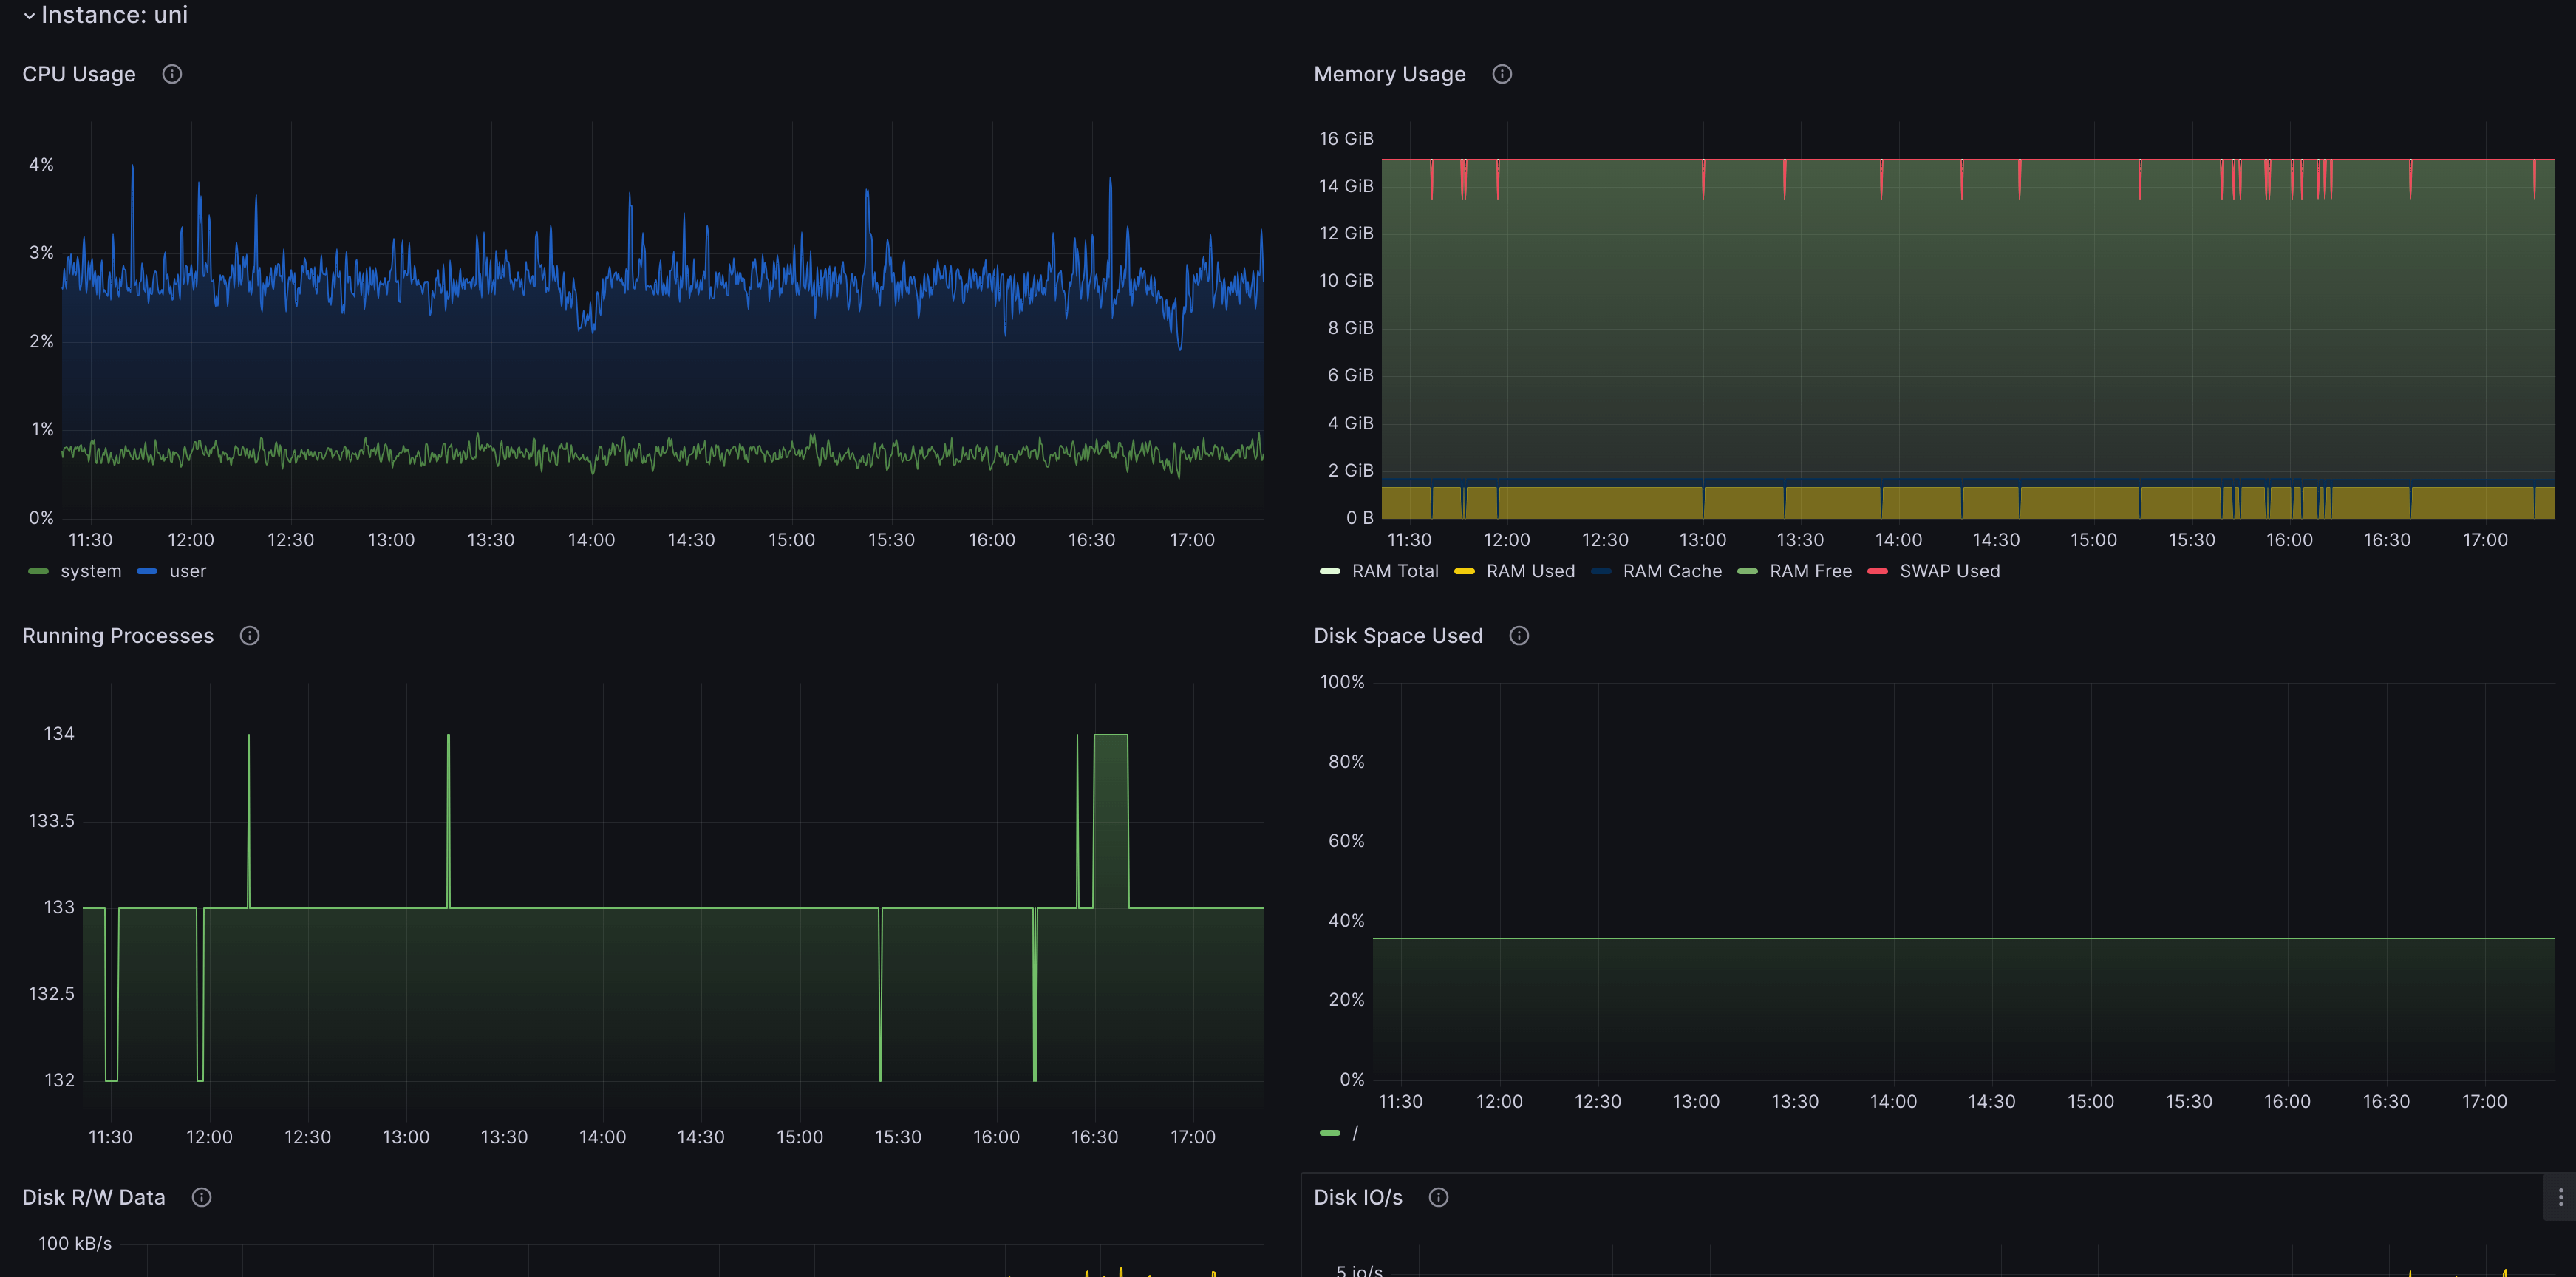 Instance: uni
CPU Usage
4%
3%
2%
1%
0%
11:30 12:00 12:30 13:00 13:30 14:00 14:30 15:00 15:30 16:00 16:30 17:00
system user
Memory Usage
16 GiB
14 GiB
12 GiB
10 GiB
8 GiB
6 GiB
4 GiB
2 GiB
0 B
11:30 12:00 12:30 13:00 13:30 14:00 14:30 15:00 15:30 16:00 16:30 17:00
RAM Total RAM Used RAM Cache RAM Free SWAP Used
Running Processes
134
133.5
133
132.5
132
11:30 12:00 12:30 13:00 13:30 14:00 14:30 15:00 15:30 16:00 16:30 17:00
Disk Space Used
100%
80%
60%
40%
20%
0%
11:30 12:00 12:30 13:00 13:30 14:00 14:30 15:00 15:30 16:00 16:30 17:00
/
Disk R/W Data
100 kB/s
Disk IO/s
5 io/s